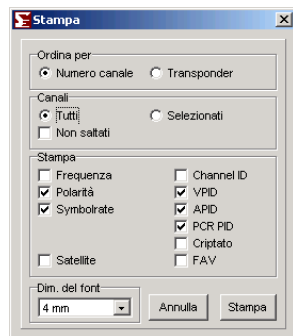 Stampa
Ordina per
Numero canale Transponder
Canali
Tutti Selezionati
Non saltati
Stampa
Frequenza Channel ID
Polarità VPID
Symbolrate APID
PCR PID
Criptato
Satellite FAV
Dim. del font
4 mm Annulla Stampa